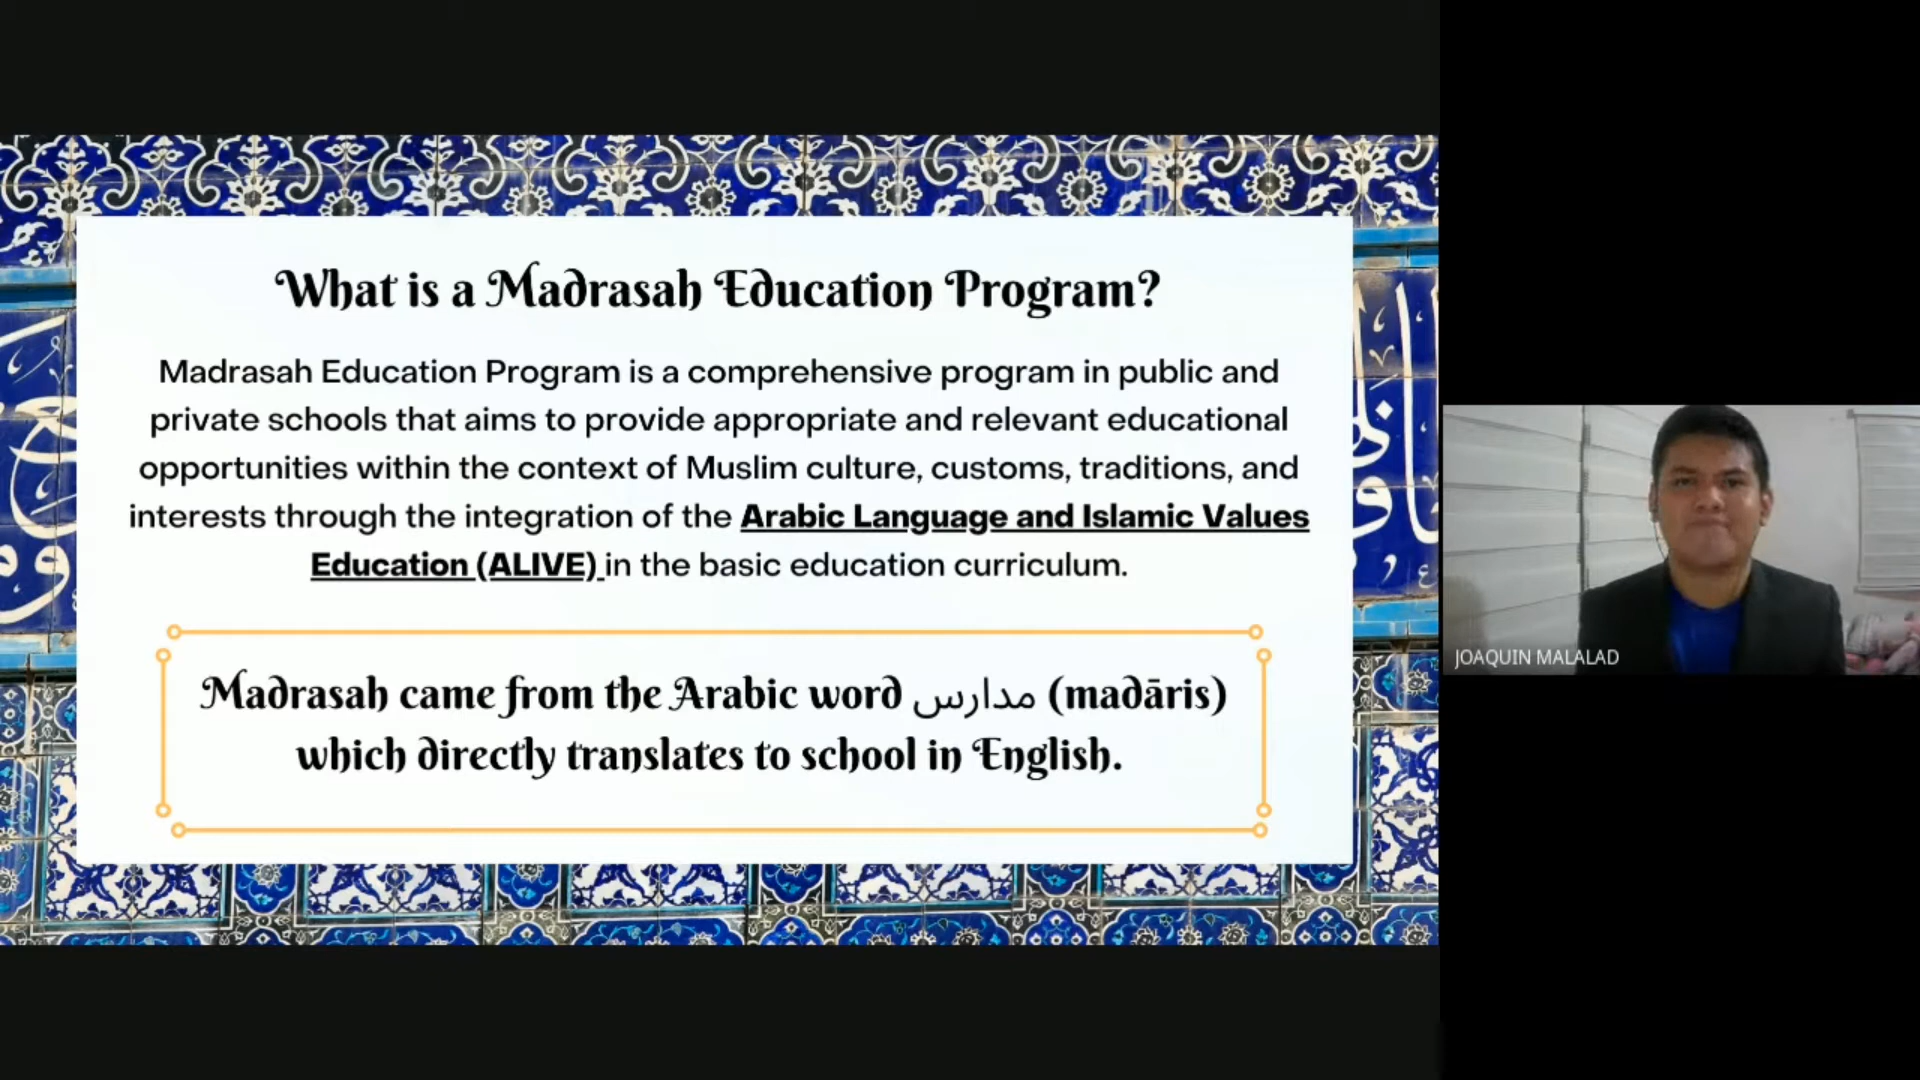 What is a Madrasah Education Program?
Madrasah Education Program is a comprehensive program in public and
private schools that aims to provide appropriate and relevant educational
opportunities within the context of Muslim culture, customs, traditions, and
interests through the integration of the Arabic Language and Islamic Values
Education (ALIVE) in the basic education curriculum.
Madrasah came from the Arabic word مدارس (madāris)
which directly translates to school in English.
JOAQUIN MALALAD